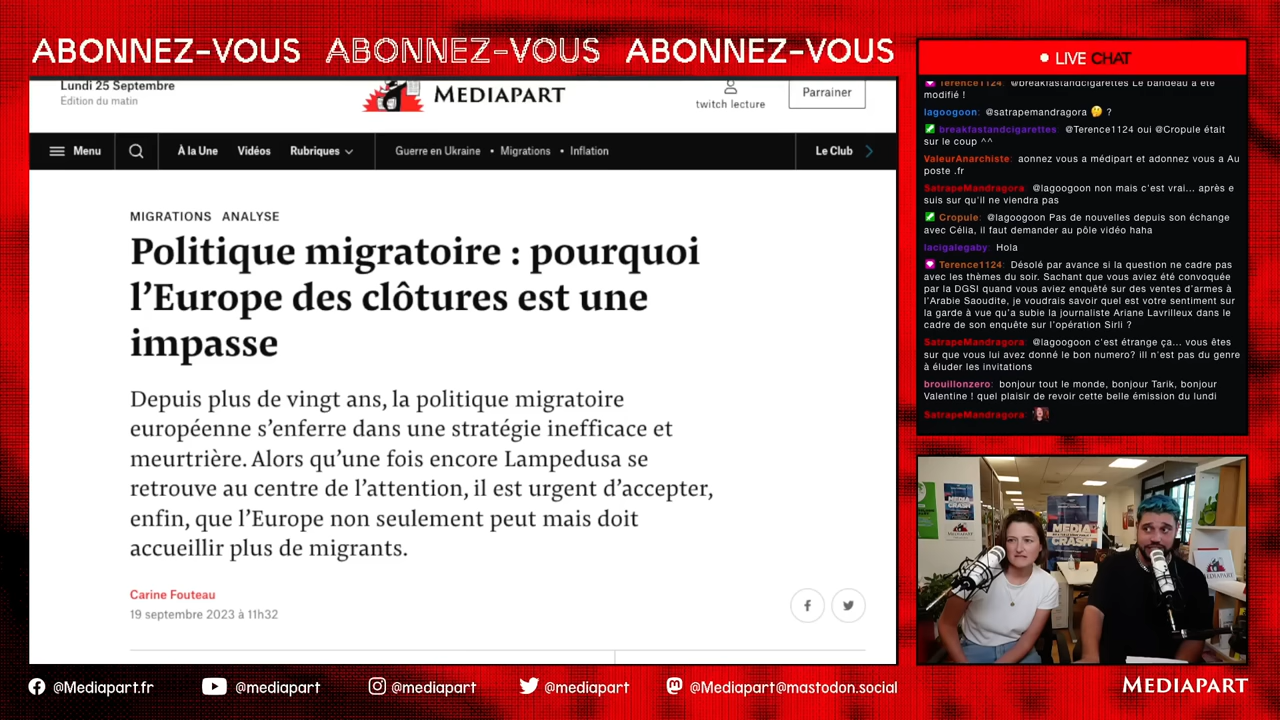 ABONNEZ-VOUS ABONNEZ-VOUS ABONNEZ-VOUS
Lundi 25 Septembre
Édition du matin
MEDIAPART
twitch lecture
Parrainer
Menu
À la Une
Vidéos
Rubriques
Guerre en Ukraine • Migrations • Inflation
Le Club
MIGRATIONS ANALYSE
Politique migratoire : pourquoi
l’Europe des clôtures est une
impasse
Depuis plus de vingt ans, la politique migratoire
européenne s’enferre dans une stratégie inefficace et
meurtrière. Alors qu’une fois encore Lampedusa se
retrouve au centre de l’attention, il est urgent d’accepter,
enfin, que l’Europe non seulement peut mais doit
accueillir plus de migrants.
Carine Fouteau
19 septembre 2023 à 11h32
LIVE CHAT
Terence1124: @breakfastandcigarettes Le bandeau a été
modifié !
lagoogoon: @satrapemandragora 🤔 ?
breakfastandcigarettes: @Terence1124 oui @Cropule était
sur le coup ^^
ValeurAnarchiste: aonnez vous a médipart et adonnez vous a Au
poste .fr
SatrapeMandragora: @lagoogoon non mais c'est vrai... après e
suis sur qu'il ne viendra pas
Cropule: @lagoogoon Pas de nouvelles depuis son échange
avec Célia, il faut demander au pôle vidéo haha
lacigalegaby: Hola
Terence1124: Désolé par avance si la question ne cadre pas
avec les thèmes du soir. Sachant que vous aviez été convoquée
par la DGSI quand vous aviez enquêté sur des ventes d'armes à
l'Arabie Saoudite, je voudrais savoir quel est votre sentiment sur
la garde à vue qu'a subie la journaliste Ariane Lavrilleux dans le
cadre de son enquête sur l'opération Sirli ?
SatrapeMandragora: @lagoogoon c'est étrange ça... vous êtes
sur que vous lui avez donné le bon numero? ill n'est pas du genre
à éluder les invitations
brouillonzero: bonjour tout le monde, bonjour Tarik, bonjour
Valentine ! quel plaisir de revoir cette belle émission du lundi
SatrapeMandragora:
MEDIA
CRASH
MEDIAPART
@Mediapart.fr
@mediapart
@mediapart
@mediapart
@Mediapart@mastodon.social
MEDIAPART